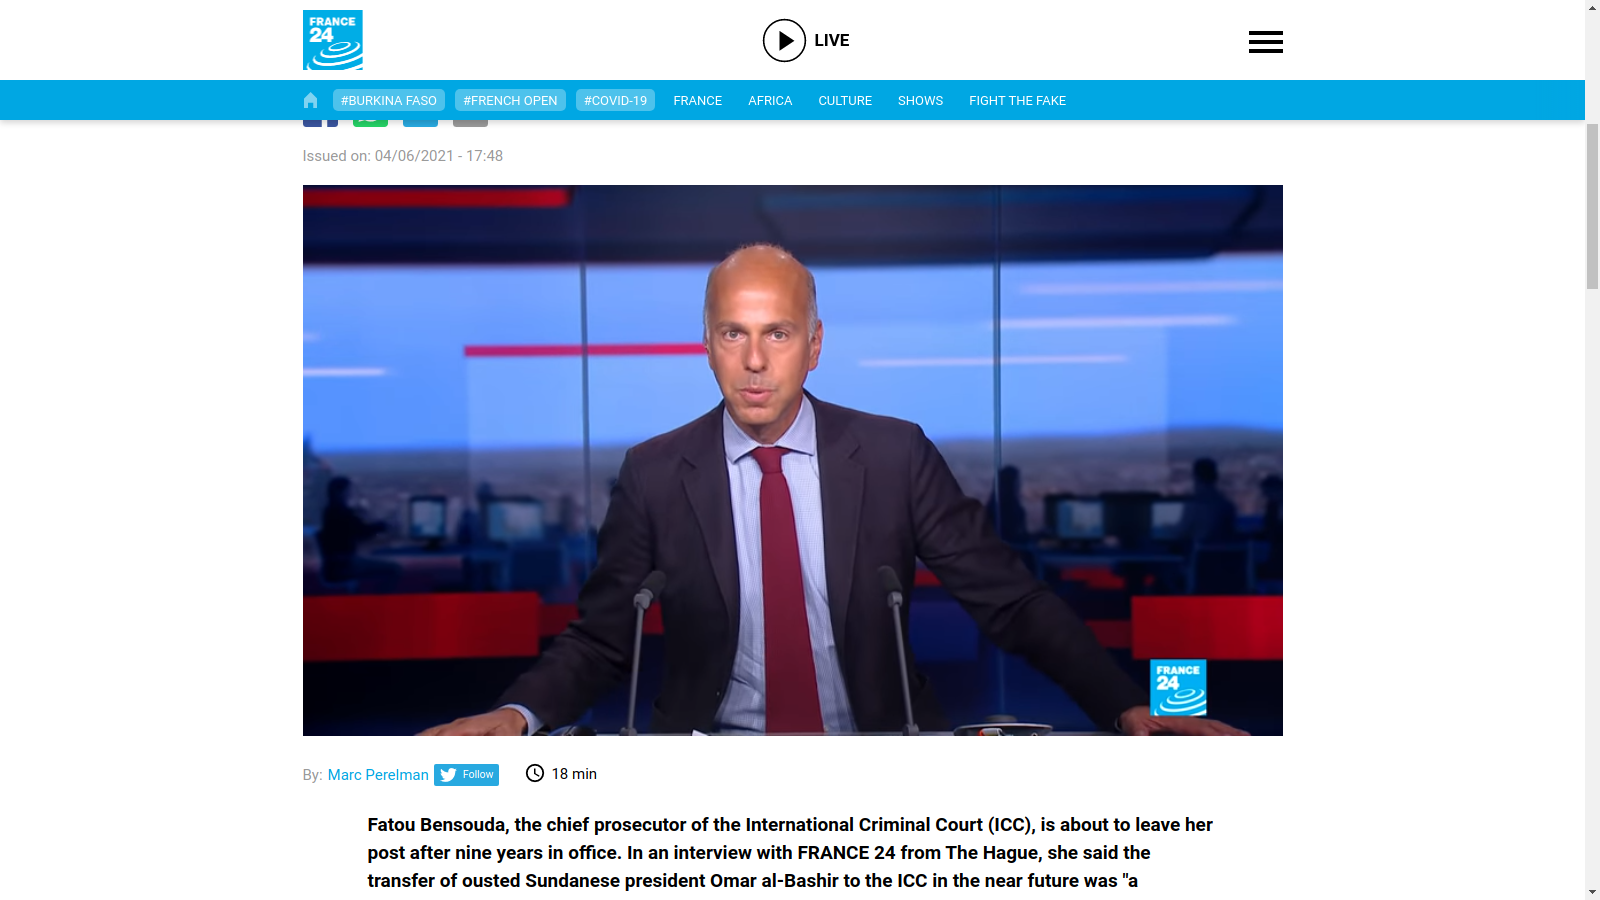 FRANCE
24
LIVE
#BURKINA FASO #FRENCH OPEN #COVID-19 FRANCE AFRICA CULTURE SHOWS FIGHT THE FAKE
Issued on: 04/06/2021 - 17:48
FRANCE
24
By: Marc Perelman Follow 18 min
Fatou Bensouda, the chief prosecutor of the International Criminal Court (ICC), is about to leave her
post after nine years in office. In an interview with FRANCE 24 from The Hague, she said the
transfer of ousted Sundanese president Omar al-Bashir to the ICC in the near future was "a